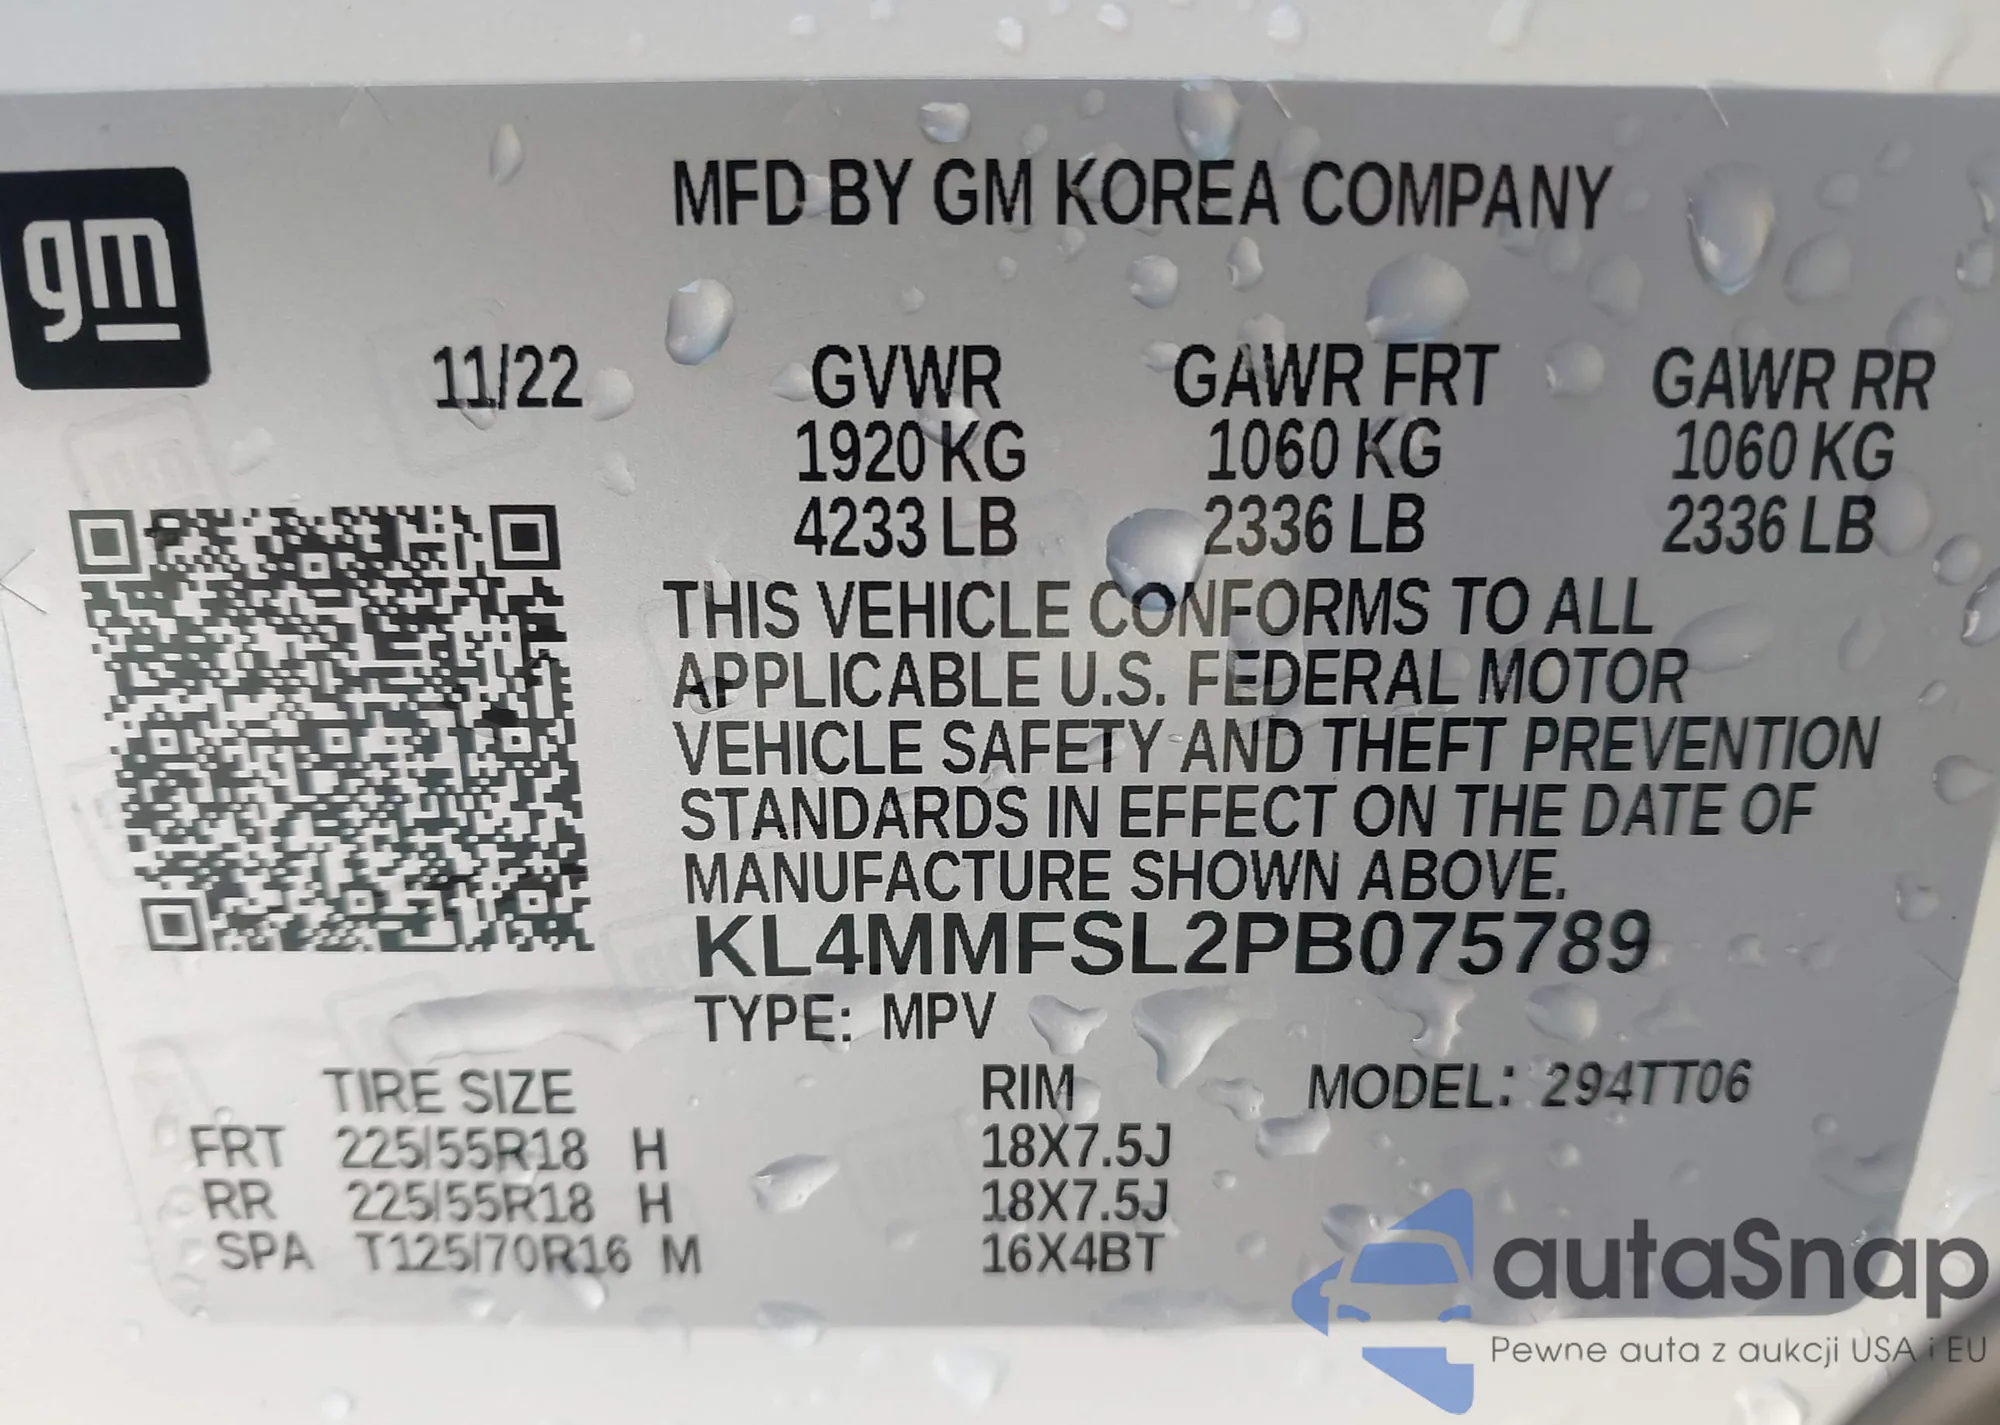 gm
MFD BY GM KOREA COMPANY
11/22 GVWR GAWR FRT GAWR RR
1920 KG 1060 KG 1060 KG
4233 LB 2336 LB 2336 LB
THIS VEHICLE CONFORMS TO ALL
APPLICABLE U.S. FEDERAL MOTOR
VEHICLE SAFETY AND THEFT PREVENTION
STANDARDS IN EFFECT ON THE DATE OF
MANUFACTURE SHOWN ABOVE.
KL4MMFSL2PB075789
TYPE: MPV
TIRE SIZE RIM MODEL: 294TT06
FRT 225/55R18 H 18X7.5J
RR 225/55R18 H 18X7.5J
SPA T125/70R16 M 16X4BT
autaSnap
Pewne auta z aukcji USA i EU